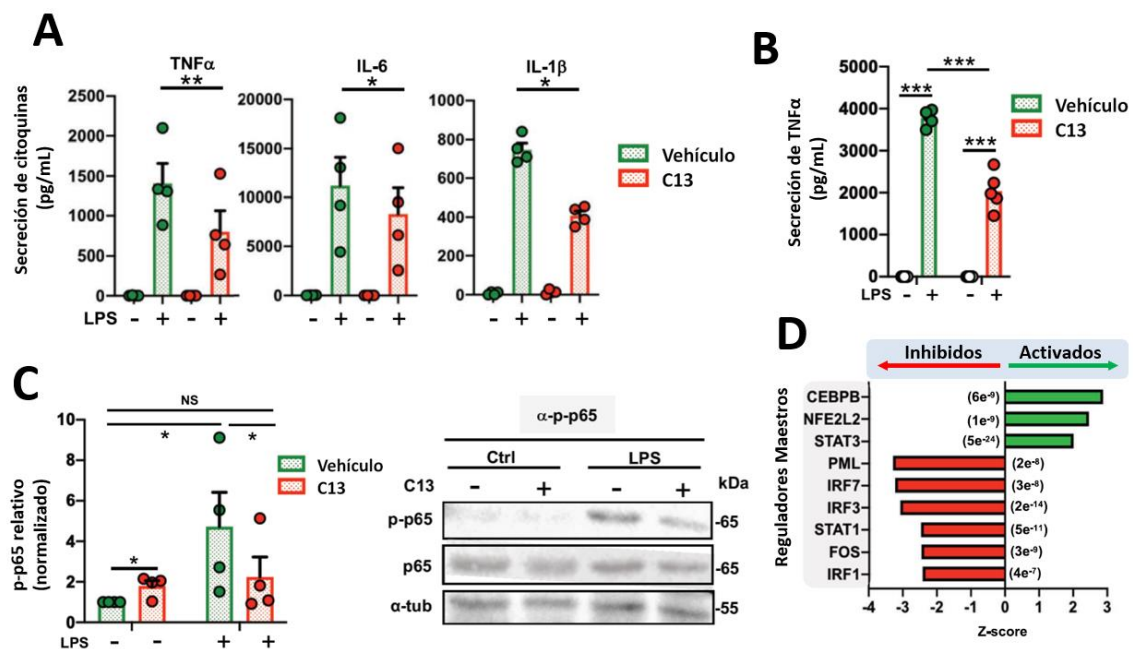 A
TNFα
**
IL-6
*
IL-1β
*
Secreción de citoquinas
(pg/mL)
2500
2000
1500
1000
500
0
20000
15000
10000
5000
0
1000
800
600
400
200
0
Vehículo
C13
LPS - + - + - + - + - + - +
B
Secreción de TNFα
(pg/mL)
5000
4000
3000
2000
1000
0
***
***
***
Vehículo
C13
LPS - + - +
C
p-p65 relativo
(normalizado)
10
8
6
4
2
0
NS
*
*
*
Vehículo
C13
LPS - - + +
α-p-p65
Ctrl LPS
C13 - + - + kDa
p-p65 -65
p65 -65
α-tub -55
D
Inhibidos Activados
Reguladores Maestros
CEBPB (6e-9)
NFE2L2 (1e-9)
STAT3 (5e-24)
PML (2e-8)
IRF7 (3e-8)
IRF3 (2e-14)
STAT1 (5e-11)
FOS (3e-9)
IRF1 (4e-7)
-4 -3 -2 -1 0 1 2 3
Z-score